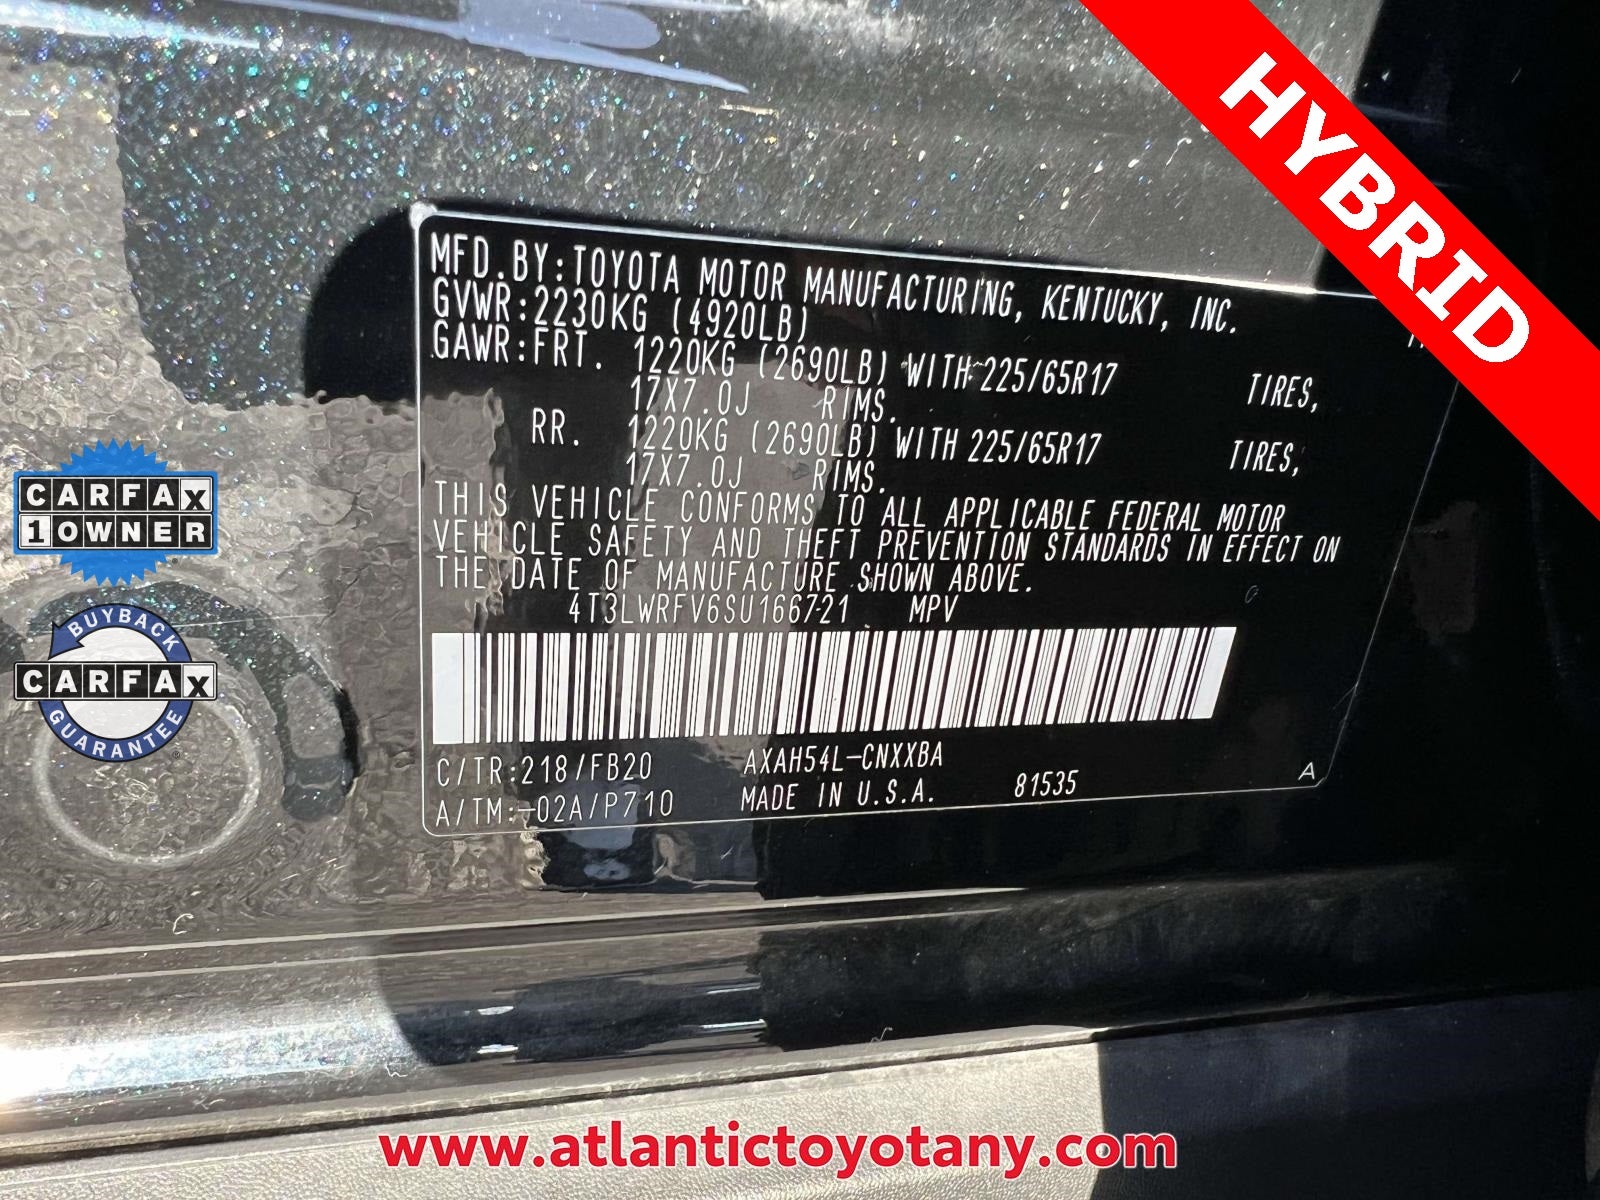 HYBRID
MFD.BY:TOYOTA MOTOR MANUFACTURING, KENTUCKY, INC.
GVWR:2230KG (4920LB)
GAWR:FRT. 1220KG (2690LB) WITH 225/65R17 TIRES,
17X7.0J RIMS.
RR. 1220KG (2690LB) WITH 225/65R17 TIRES,
17X7.0J RIMS.
THIS VEHICLE CONFORMS TO ALL APPLICABLE FEDERAL MOTOR
VEHICLE SAFETY AND THEFT PREVENTION STANDARDS IN EFFECT ON
THE DATE OF MANUFACTURE SHOWN ABOVE.
4T3LWRFV6SU166721 MPV
C/TR:218/FB20 AXAH54L-CNXXBA
A/TM:-02A/P710 MADE IN U.S.A. 81535 A
CARFAX
1 OWNER
BUYBACK
CARFAX
GUARANTEE
www.atlantictoyotany.com